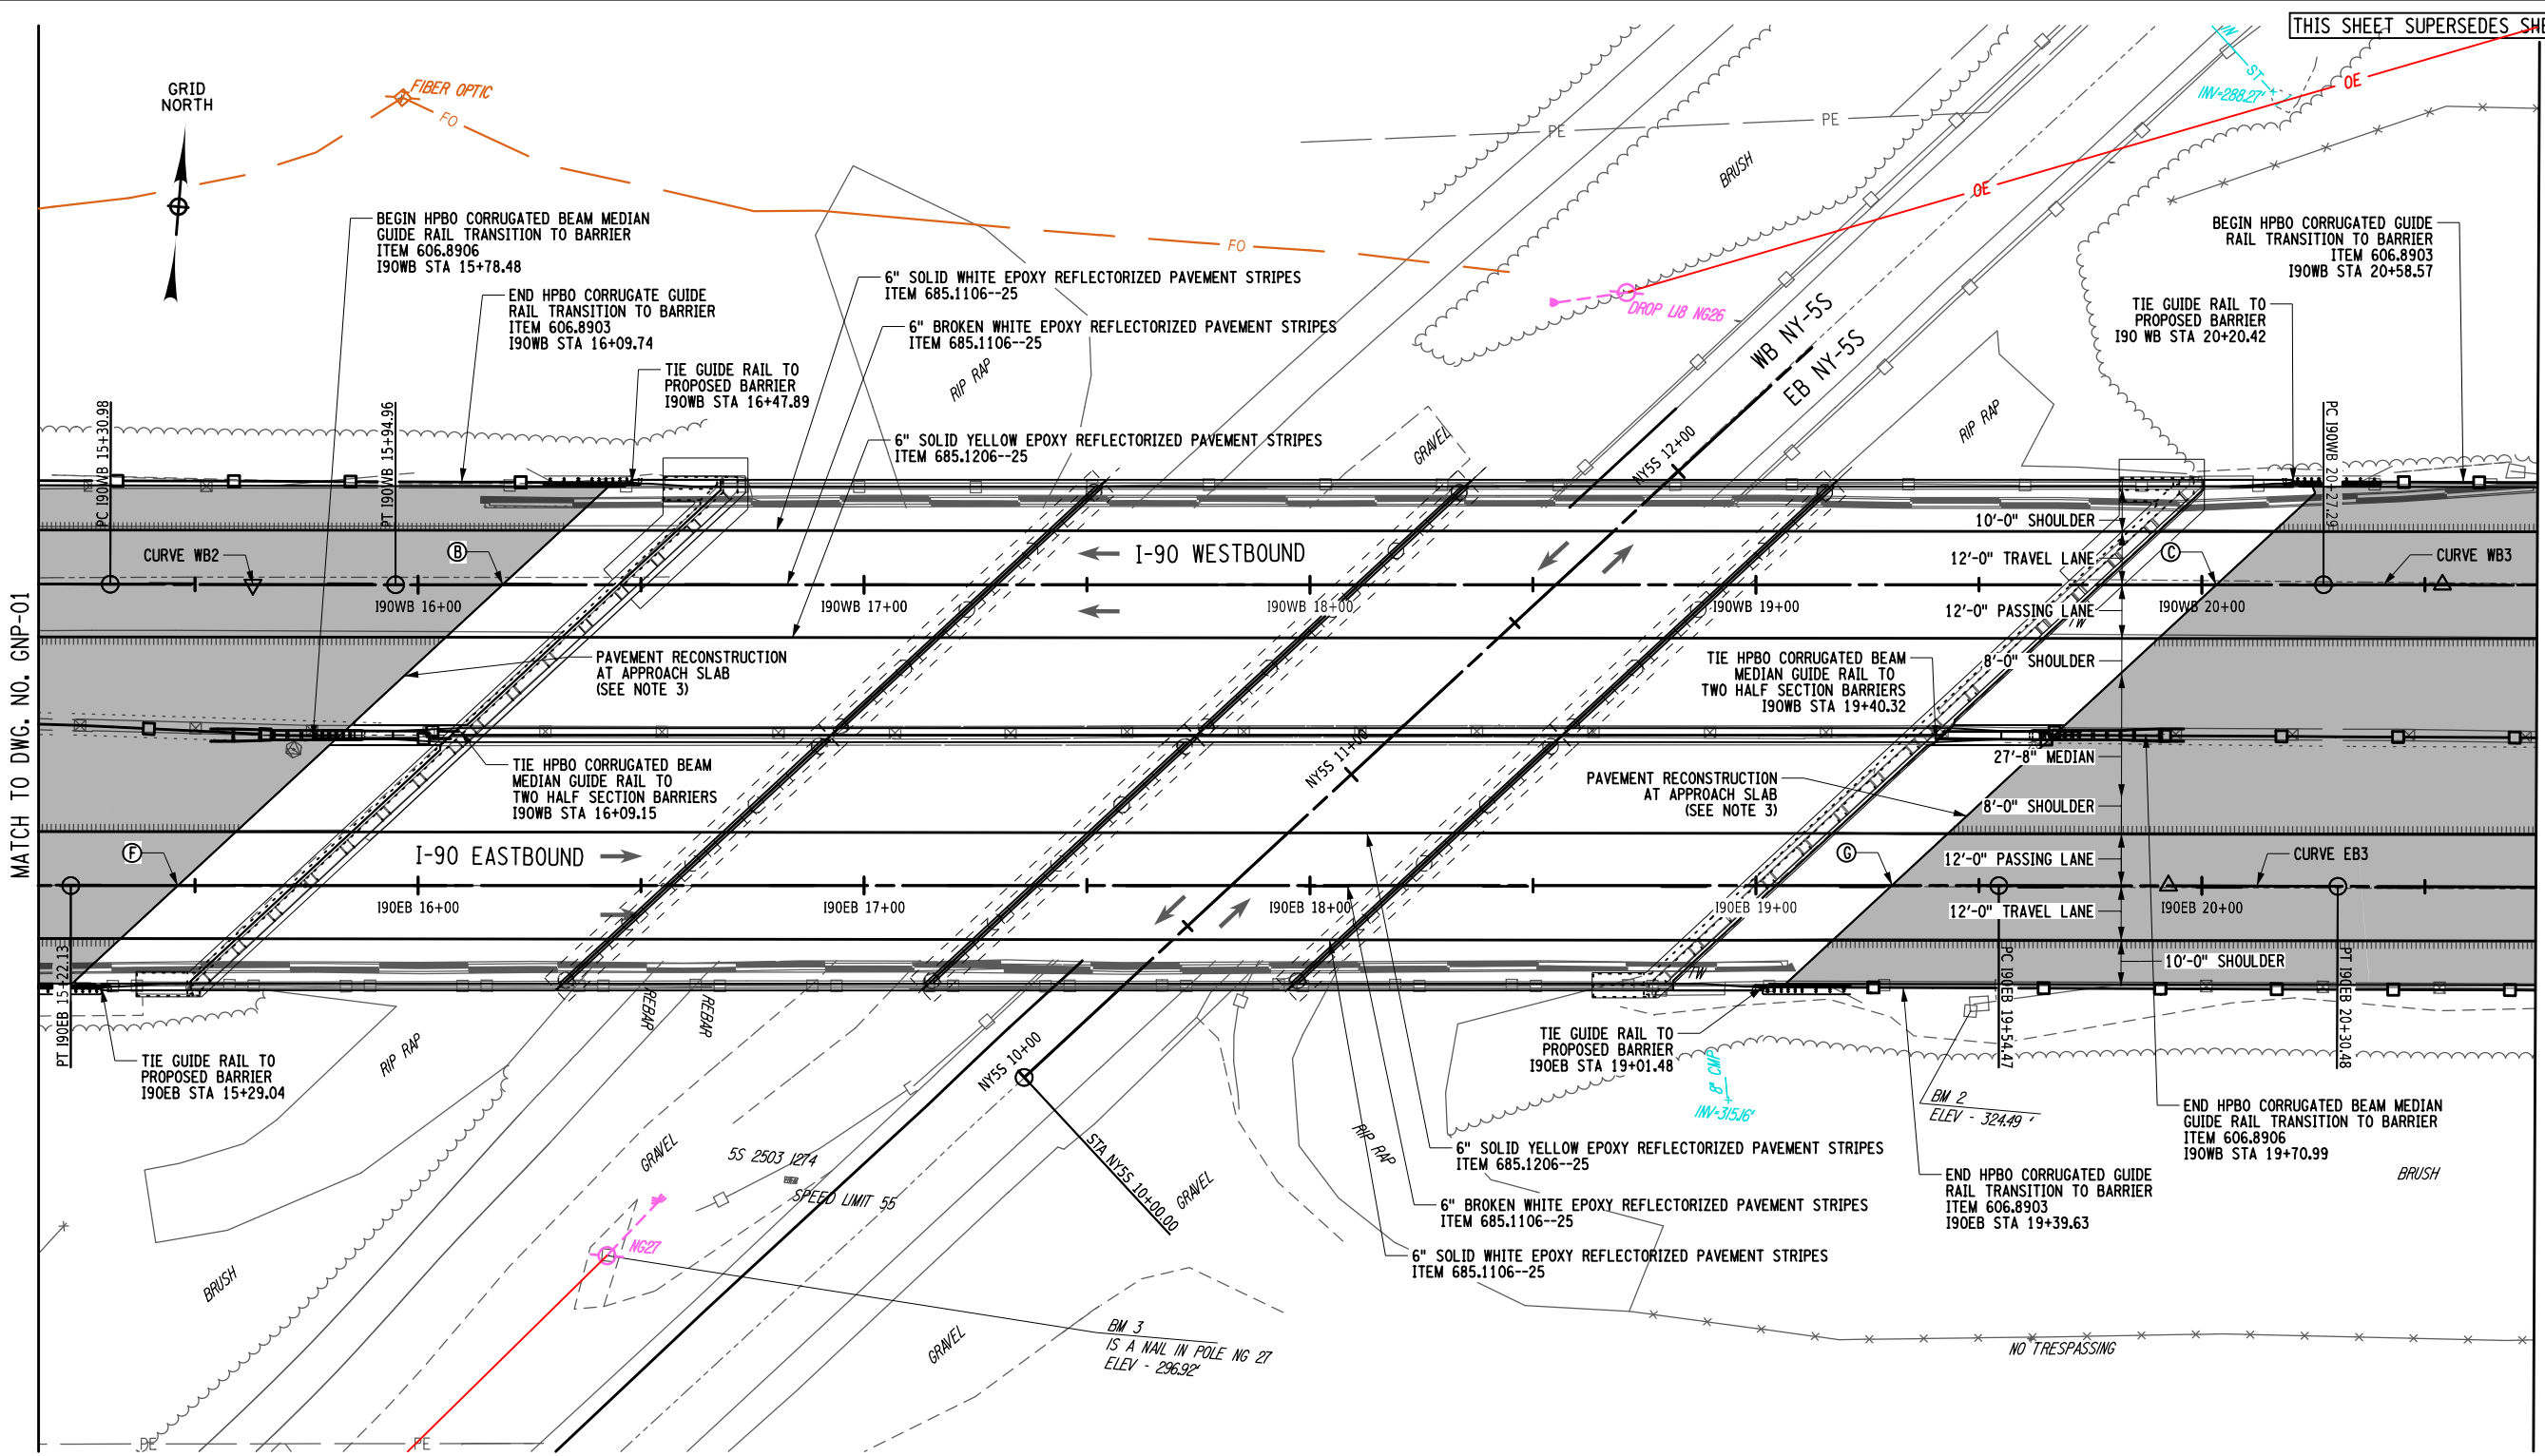 THIS SHEET SUPERSEDES
GRID
NORTH
FIBER OPTIC
FO
FO
PE
PE
OE
OE
ST
INV=288.27'
BRUSH
BEGIN HPBO CORRUGATED BEAM MEDIAN
GUIDE RAIL TRANSITION TO BARRIER
ITEM 606.8906
I90WB STA 15+78.48
END HPBO CORRUGATE GUIDE
RAIL TRANSITION TO BARRIER
ITEM 606.8903
I90WB STA 16+09.74
TIE GUIDE RAIL TO
PROPOSED BARRIER
I90WB STA 16+47.89
6" SOLID WHITE EPOXY REFLECTORIZED PAVEMENT STRIPES
ITEM 685.1106--25
6" BROKEN WHITE EPOXY REFLECTORIZED PAVEMENT STRIPES
ITEM 685.1106--25
6" SOLID YELLOW EPOXY REFLECTORIZED PAVEMENT STRIPES
ITEM 685.1206--25
RIP RAP
DROP L18 NG26
WB NY-5S
EB NY-5S
GRAVEL
RIP RAP
BEGIN HPBO CORRUGATED GUIDE
RAIL TRANSITION TO BARRIER
ITEM 606.8903
I90WB STA 20+58.57
TIE GUIDE RAIL TO
PROPOSED BARRIER
I90 WB STA 20+20.42
PC I90WB 15+30.98
PT I90WB 15+94.96
PC I90WB 20+27.29
NY5S 12+00
CURVE WB2
B
I-90 WESTBOUND
10'-0" SHOULDER
12'-0" TRAVEL LANE
C
CURVE WB3
I90WB 16+00
I90WB 17+00
I90WB 18+00
I90WB 19+00
12'-0" PASSING LANE
I90WB 20+00
TW
8'-0" SHOULDER
MATCH TO DWG. NO. GNP-01
PAVEMENT RECONSTRUCTION
AT APPROACH SLAB
(SEE NOTE 3)
TIE HPBO CORRUGATED BEAM
MEDIAN GUIDE RAIL TO
TWO HALF SECTION BARRIERS
I90WB STA 19+40.32
TIE HPBO CORRUGATED BEAM
MEDIAN GUIDE RAIL TO
TWO HALF SECTION BARRIERS
I90WB STA 16+09.15
NY5S 11+00
27'-8" MEDIAN
PAVEMENT RECONSTRUCTION
AT APPROACH SLAB
(SEE NOTE 3)
8'-0" SHOULDER
F
I-90 EASTBOUND
G
12'-0" PASSING LANE
CURVE EB3
I90EB 16+00
I90EB 17+00
I90EB 18+00
I90EB 19+00
12'-0" TRAVEL LANE
I90EB 20+00
10'-0" SHOULDER
TW
PT I90EB 15+22.13
PC I90EB 19+54.47
PT I90EB 20+30.48
REBAR
REBAR
TIE GUIDE RAIL TO
PROPOSED BARRIER
I90EB STA 15+29.04
RIP RAP
NY5S 10+00
STA NY5S 10+00.00
TIE GUIDE RAIL TO
PROPOSED BARRIER
I90EB STA 19+01.48
8" CMP
INV=315.16'
BM 2
ELEV - 324.49 '
END HPBO CORRUGATED BEAM MEDIAN
GUIDE RAIL TRANSITION TO BARRIER
ITEM 606.8906
I90WB STA 19+70.99
GRAVEL
5S 2503 1274
SPEED LIMIT 55
GRAVEL
RIP RAP
6" SOLID YELLOW EPOXY REFLECTORIZED PAVEMENT STRIPES
ITEM 685.1206--25
6" BROKEN WHITE EPOXY REFLECTORIZED PAVEMENT STRIPES
ITEM 685.1106--25
6" SOLID WHITE EPOXY REFLECTORIZED PAVEMENT STRIPES
ITEM 685.1106--25
END HPBO CORRUGATED GUIDE
RAIL TRANSITION TO BARRIER
ITEM 606.8903
I90EB STA 19+39.63
BRUSH
NG27
BRUSH
BM 3
IS A NAIL IN POLE NG 27
ELEV - 296.92'
GRAVEL
NO TRESPASSING
PE
PE